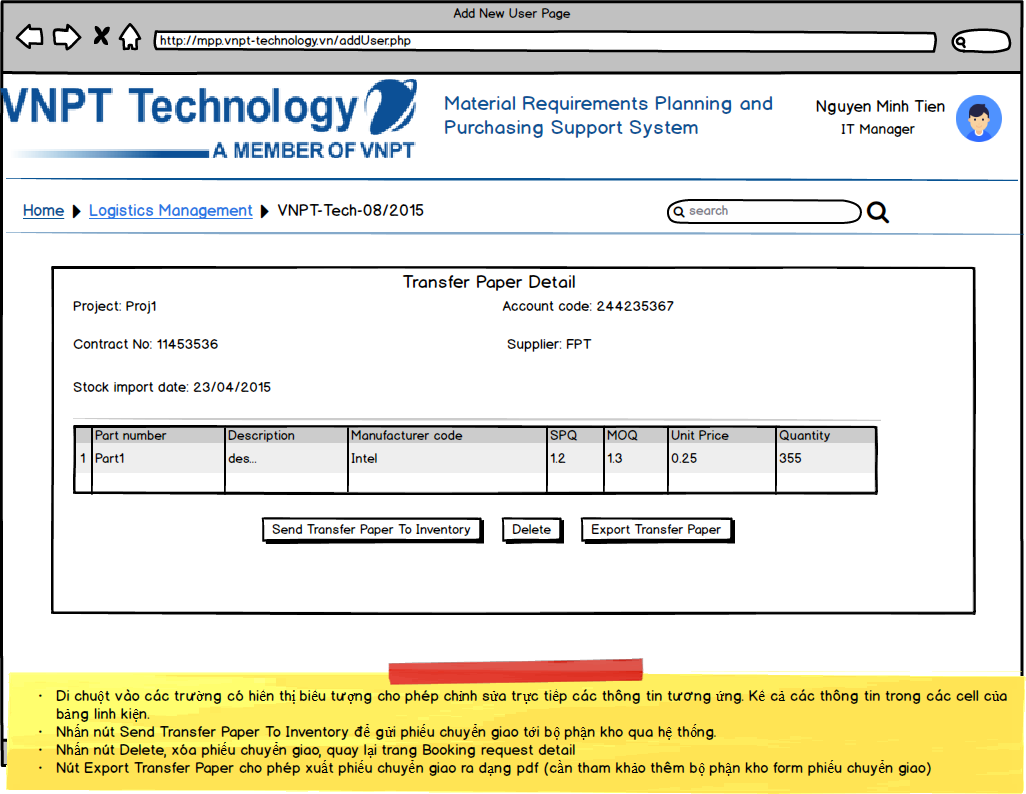 Add New User Page
http://mpp.vnpt-technology.vn/addUser.php
VNPT Technology
A MEMBER OF VNPT
Material Requirements Planning and
Purchasing Support System
Nguyen Minh Tien
IT Manager
Home Logistics Management VNPT-Tech-08/2015
search
Transfer Paper Detail
Project: Proj1 Account code: 244235367
Contract No: 11453536 Supplier: FPT
Stock import date: 23/04/2015
Part number Description Manufacturer code SPQ MOQ Unit Price Quantity
1 Part1 des... Intel 1.2 1.3 0.25 355
Send Transfer Paper To Inventory Delete Export Transfer Paper
· Di chuột vào các trường có hiển thị biểu tượng cho phép chỉnh sửa trực tiếp các thông tin tương ứng. Kể cả các thông tin trong các cell của
bảng linh kiện.
· Nhấn nút Send Transfer Paper To Inventory để gửi phiếu chuyển giao tới bộ phận kho qua hệ thống.
· Nhấn nút Delete, xóa phiếu chuyển giao, quay lại trang Booking request detail
· Nút Export Transfer Paper cho phép xuất phiếu chuyển giao ra dạng pdf (cần tham khảo thêm bộ phận kho form phiếu chuyển giao)